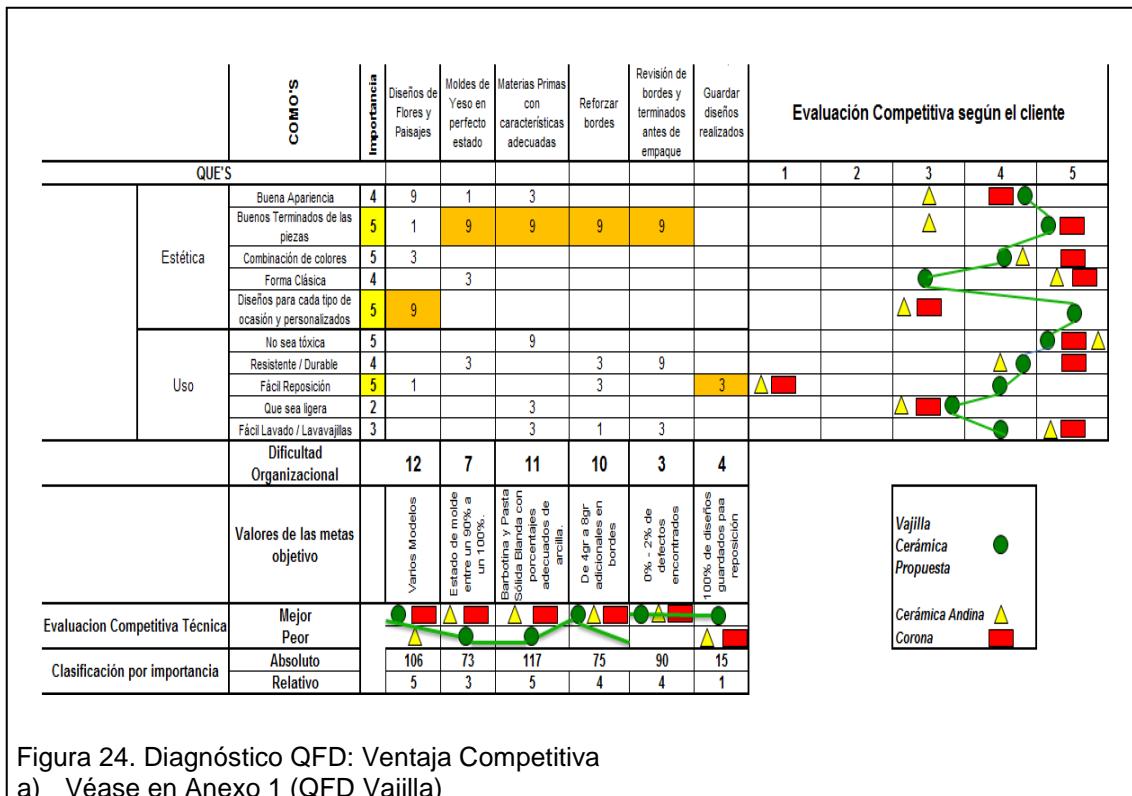 COMO'S
Importancia
Diseños de
Flores y
Paisajes
Moldes de
Yeso en
perfecto
estado
Materias Primas
con
características
adecuadas
Reforzar
bordes
Revisión de
bordes y
terminados
antes de
empaque
Guardar
diseños
realizados
Evaluación Competitiva según el cliente
QUE'S
1 2 3 4 5
Estética
Buena Apariencia 4 9 1 3
Buenos Terminados de las
piezas
5 1 9 9 9 9
Combinación de colores 5 3
Forma Clásica 4 3
Diseños para cada tipo de
ocasión y personalizados
5 9
Uso
No sea tóxica 5 9
Resistente / Durable 4 3 3 9
Fácil Reposición 5 1 3 3
Que sea ligera 2 3
Fácil Lavado / Lavavajillas 3 3 1 3
Dificultad
Organizacional
12 7 11 10 3 4
Valores de las metas
objetivo
Varios Modelos
Estado de molde
entre un 90% a
un 100%.
Barbotina y Pasta
Sólida Blanda con
porcentajes
adecuados de
arcilla.
De 4gr a 8gr
adicionales en
bordes
0% - 2% de
defectos
encontrados
100% de diseños
guardados paa
reposición
Vajilla
Cerámica
Propuesta
Cerámica Andina
Corona
Evaluacion Competitiva Técnica
Mejor
Peor
Clasificación por importancia
Absoluto 106 73 117 75 90 15
Relativo 5 3 5 4 4 1
Figura 24. Diagnóstico QFD: Ventaja Competitiva
a) Véase en Anexo 1 (QFD Vajilla)